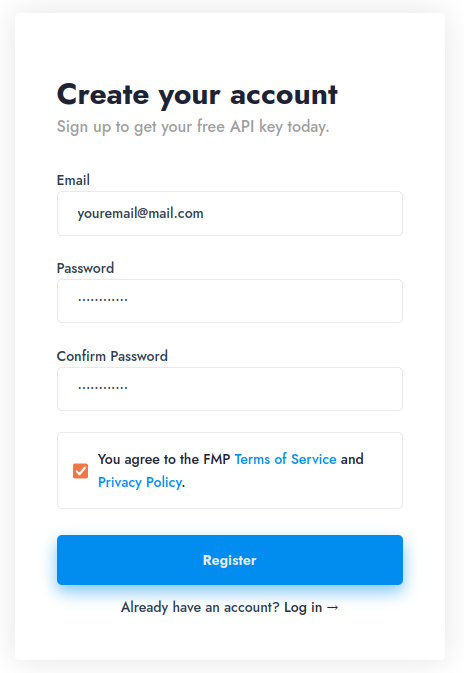 Create your account
Sign up to get your free API key today.
Email
youremail@mail.com
Password
············
Confirm Password
············
You agree to the FMP Terms of Service and
Privacy Policy.
Register
Already have an account? Log in →